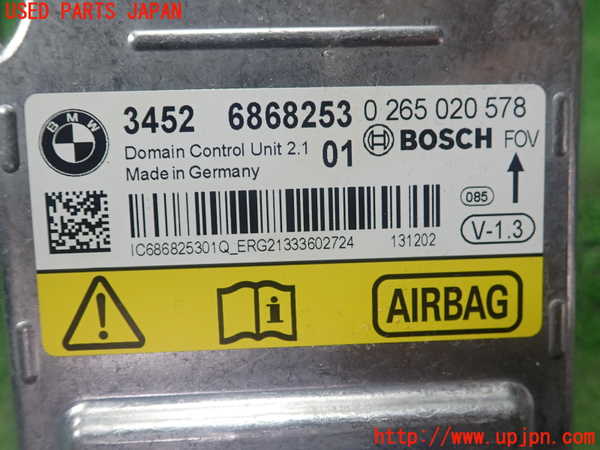 USED PARTS JAPAN
BMW
3452 6868253 0 265 020 578
Domain Control Unit 2.1 01 BOSCH FOV
Made in Germany
085
V-1.3
IC686825301Q_ERG21333602724 131202
AIRBAG
http://www.upjpn.com